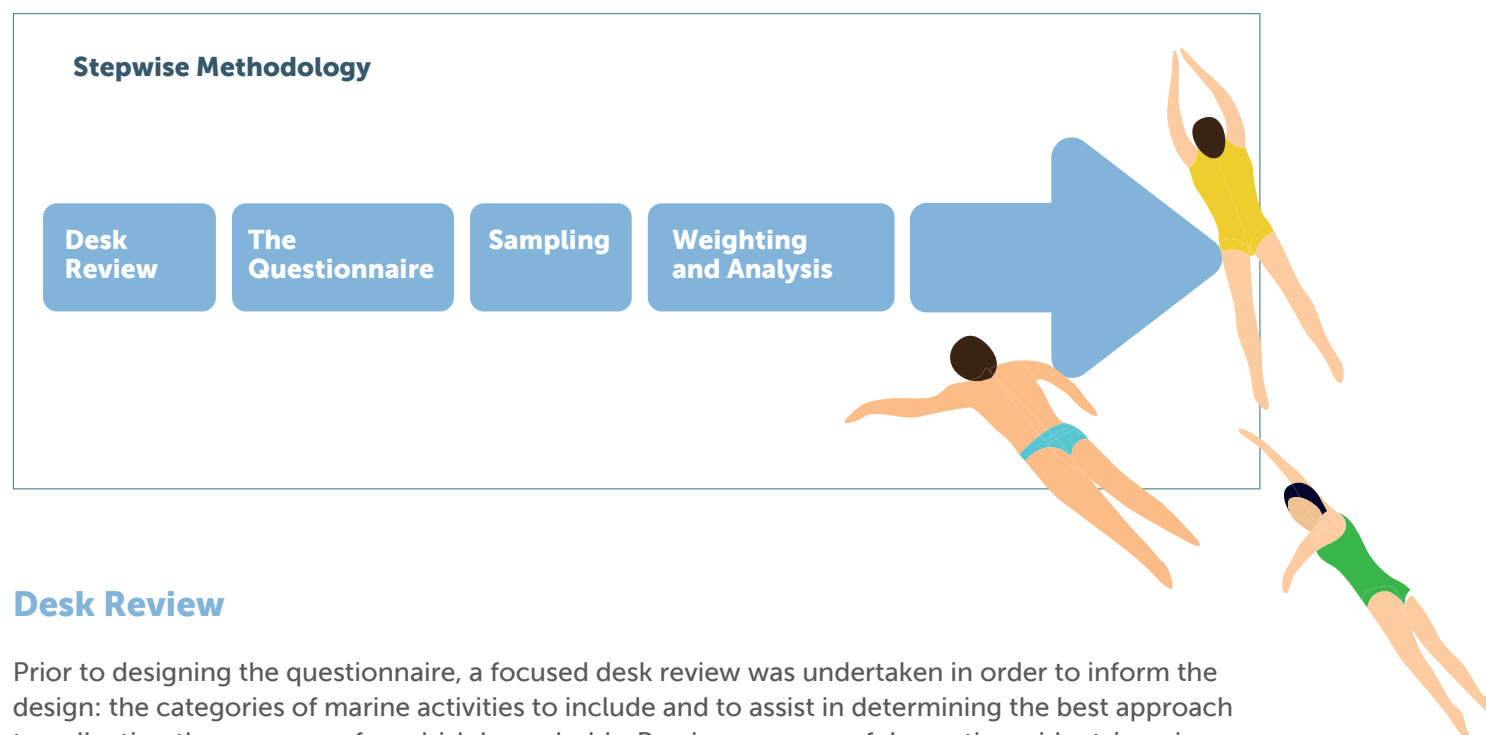 Stepwise Methodology
Desk
Review
The
Questionnaire
Sampling
Weighting
and Analysis
Desk Review
Prior to designing the questionnaire, a focused desk review was undertaken in order to inform the
design: the categories of marine activities to include and to assist in determining the best approach